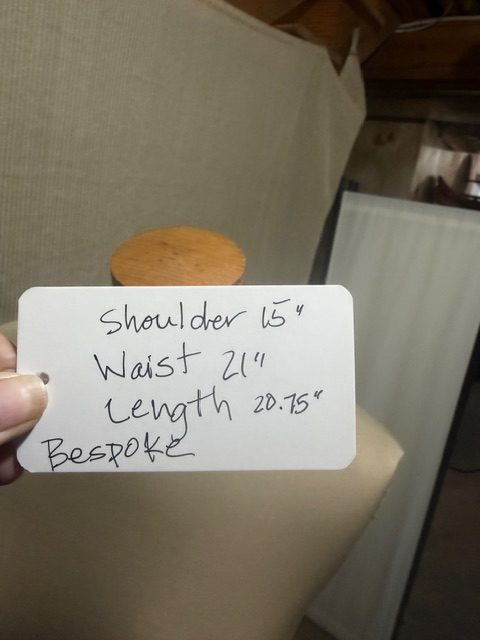 Shoulder 15"
Waist 21"
Length 20.75"
Bespoke